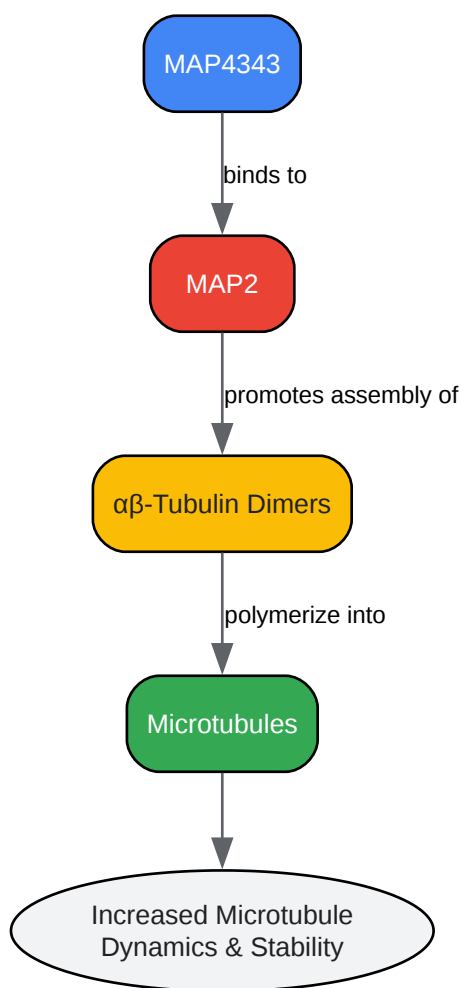 MAP4343
binds to
MAP2
promotes assembly of
αβ-Tubulin Dimers
polymerize into
Microtubules
Increased Microtubule
Dynamics & Stability